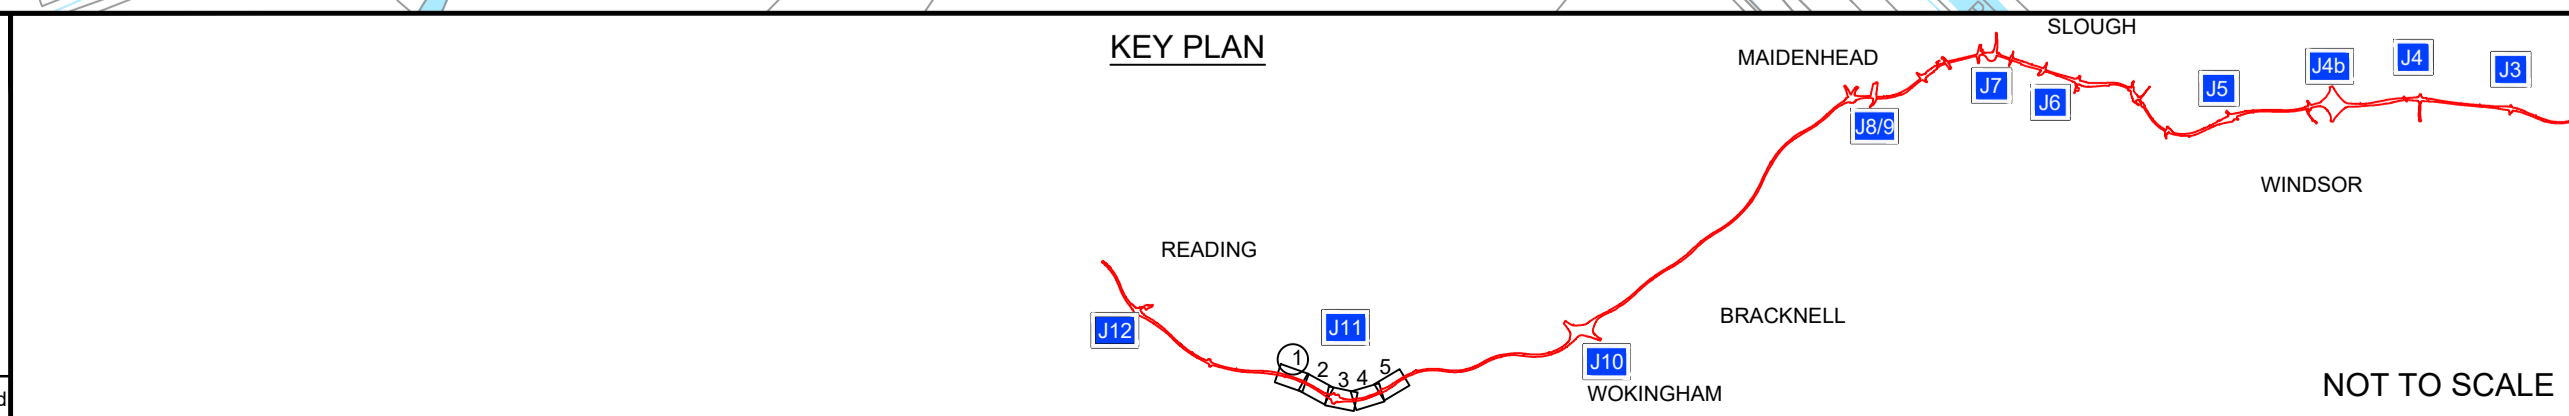 KEY PLAN
SLOUGH
MAIDENHEAD
J7
J6
J8/9
J5
J4b
J4
J3
WINDSOR
READING
J12
J11
1
2
3
4
5
BRACKNELL
J10
WOKINGHAM
NOT TO SCALE